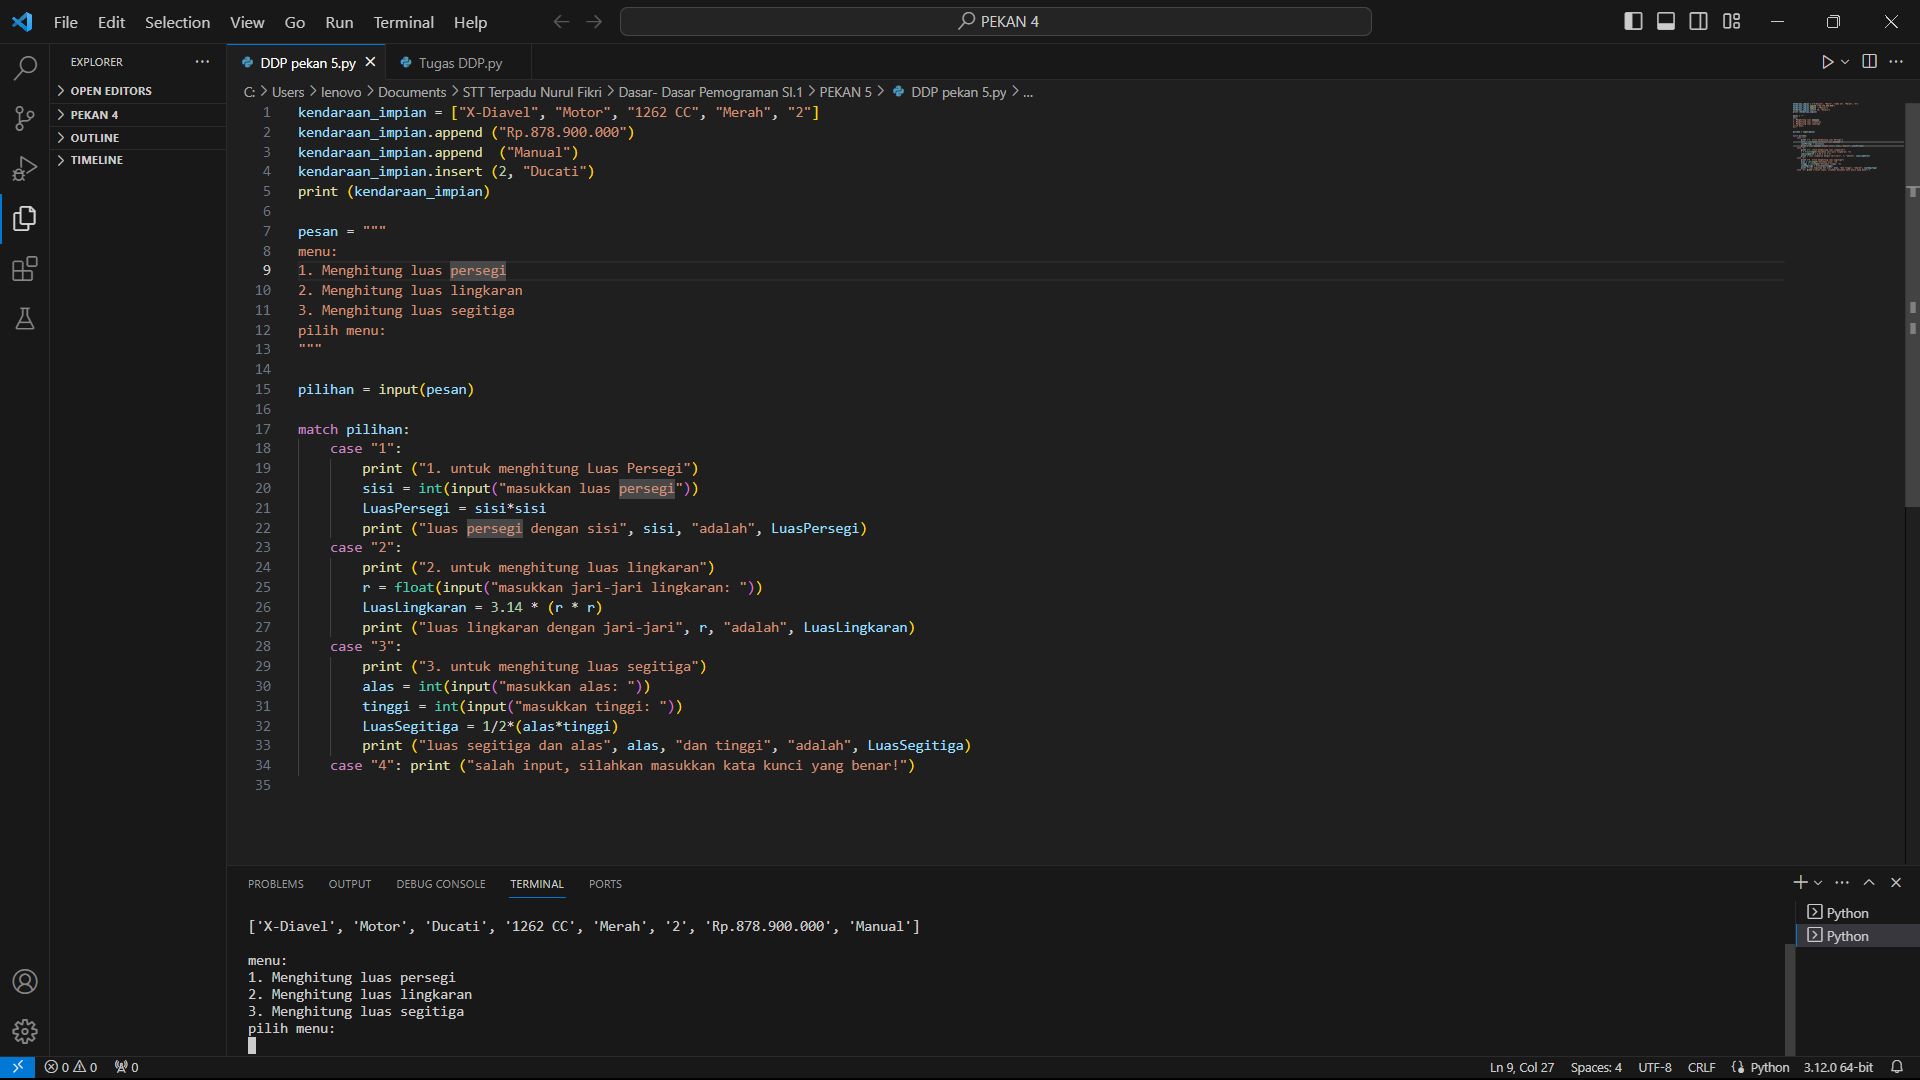 File Edit Selection View Go Run Terminal Help
PEKAN 4
EXPLORER
OPEN EDITORS
PEKAN 4
OUTLINE
TIMELINE
DDP pekan 5.py
Tugas DDP.py
C: > Users > lenovo > Documents > STT Terpadu Nurul Fikri > Dasar- Dasar Pemograman SI.1 > PEKAN 5 > DDP pekan 5.py > ...
1 kendaraan_impian = ["X-Diavel", "Motor", "1262 CC", "Merah", "2"]
2 kendaraan_impian.append ("Rp.878.900.000")
3 kendaraan_impian.append  ("Manual")
4 kendaraan_impian.insert (2, "Ducati")
5 print (kendaraan_impian)
6
7 pesan = """
8 menu:
9 1. Menghitung luas persegi
10 2. Menghitung luas lingkaran
11 3. Menghitung luas segitiga
12 pilih menu:
13 """
14
15 pilihan = input(pesan)
16
17 match pilihan:
18     case "1":
19         print ("1. untuk menghitung Luas Persegi")
20         sisi = int(input("masukkan luas persegi"))
21         LuasPersegi = sisi*sisi
22         print ("luas persegi dengan sisi", sisi, "adalah", LuasPersegi)
23     case "2":
24         print ("2. untuk menghitung luas lingkaran")
25         r = float(input("masukkan jari-jari lingkaran: "))
26         LuasLingkaran = 3.14 * (r * r)
27         print ("luas lingkaran dengan jari-jari", r, "adalah", LuasLingkaran)
28     case "3":
29         print ("3. untuk menghitung luas segitiga")
30         alas = int(input("masukkan alas: "))
31         tinggi = int(input("masukkan tinggi: "))
32         LuasSegitiga = 1/2*(alas*tinggi)
33         print ("luas segitiga dan alas", alas, "dan tinggi", "adalah", LuasSegitiga)
34     case "4": print ("salah input, silahkan masukkan kata kunci yang benar!")
35
PROBLEMS OUTPUT DEBUG CONSOLE TERMINAL PORTS
['X-Diavel', 'Motor', 'Ducati', '1262 CC', 'Merah', '2', 'Rp.878.900.000', 'Manual']
menu:
1. Menghitung luas persegi
2. Menghitung luas lingkaran
3. Menghitung luas segitiga
pilih menu:
Python
Python
0 0 0
Ln 9, Col 27 Spaces: 4 UTF-8 CRLF Python 3.12.0 64-bit